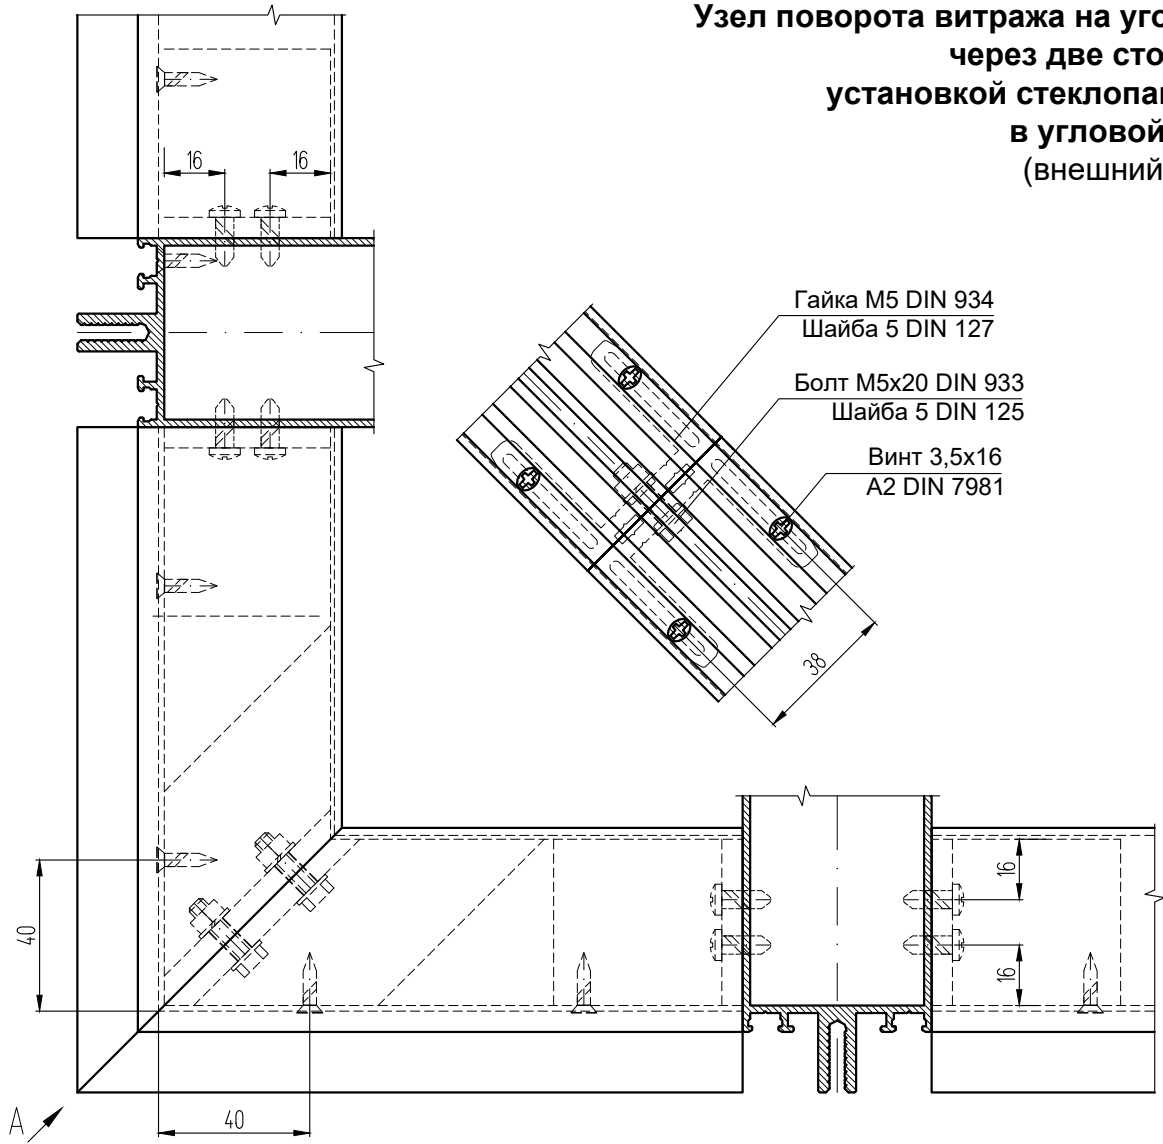 Узел поворота витража на уго
через две сто
установкой стеклопа
в угловой
(внешний
16
16
Гайка М5 DIN 934
Шайба 5 DIN 127
Болт М5х20 DIN 933
Шайба 5 DIN 125
Винт 3,5х16
А2 DIN 7981
38
40
16
16
А
40